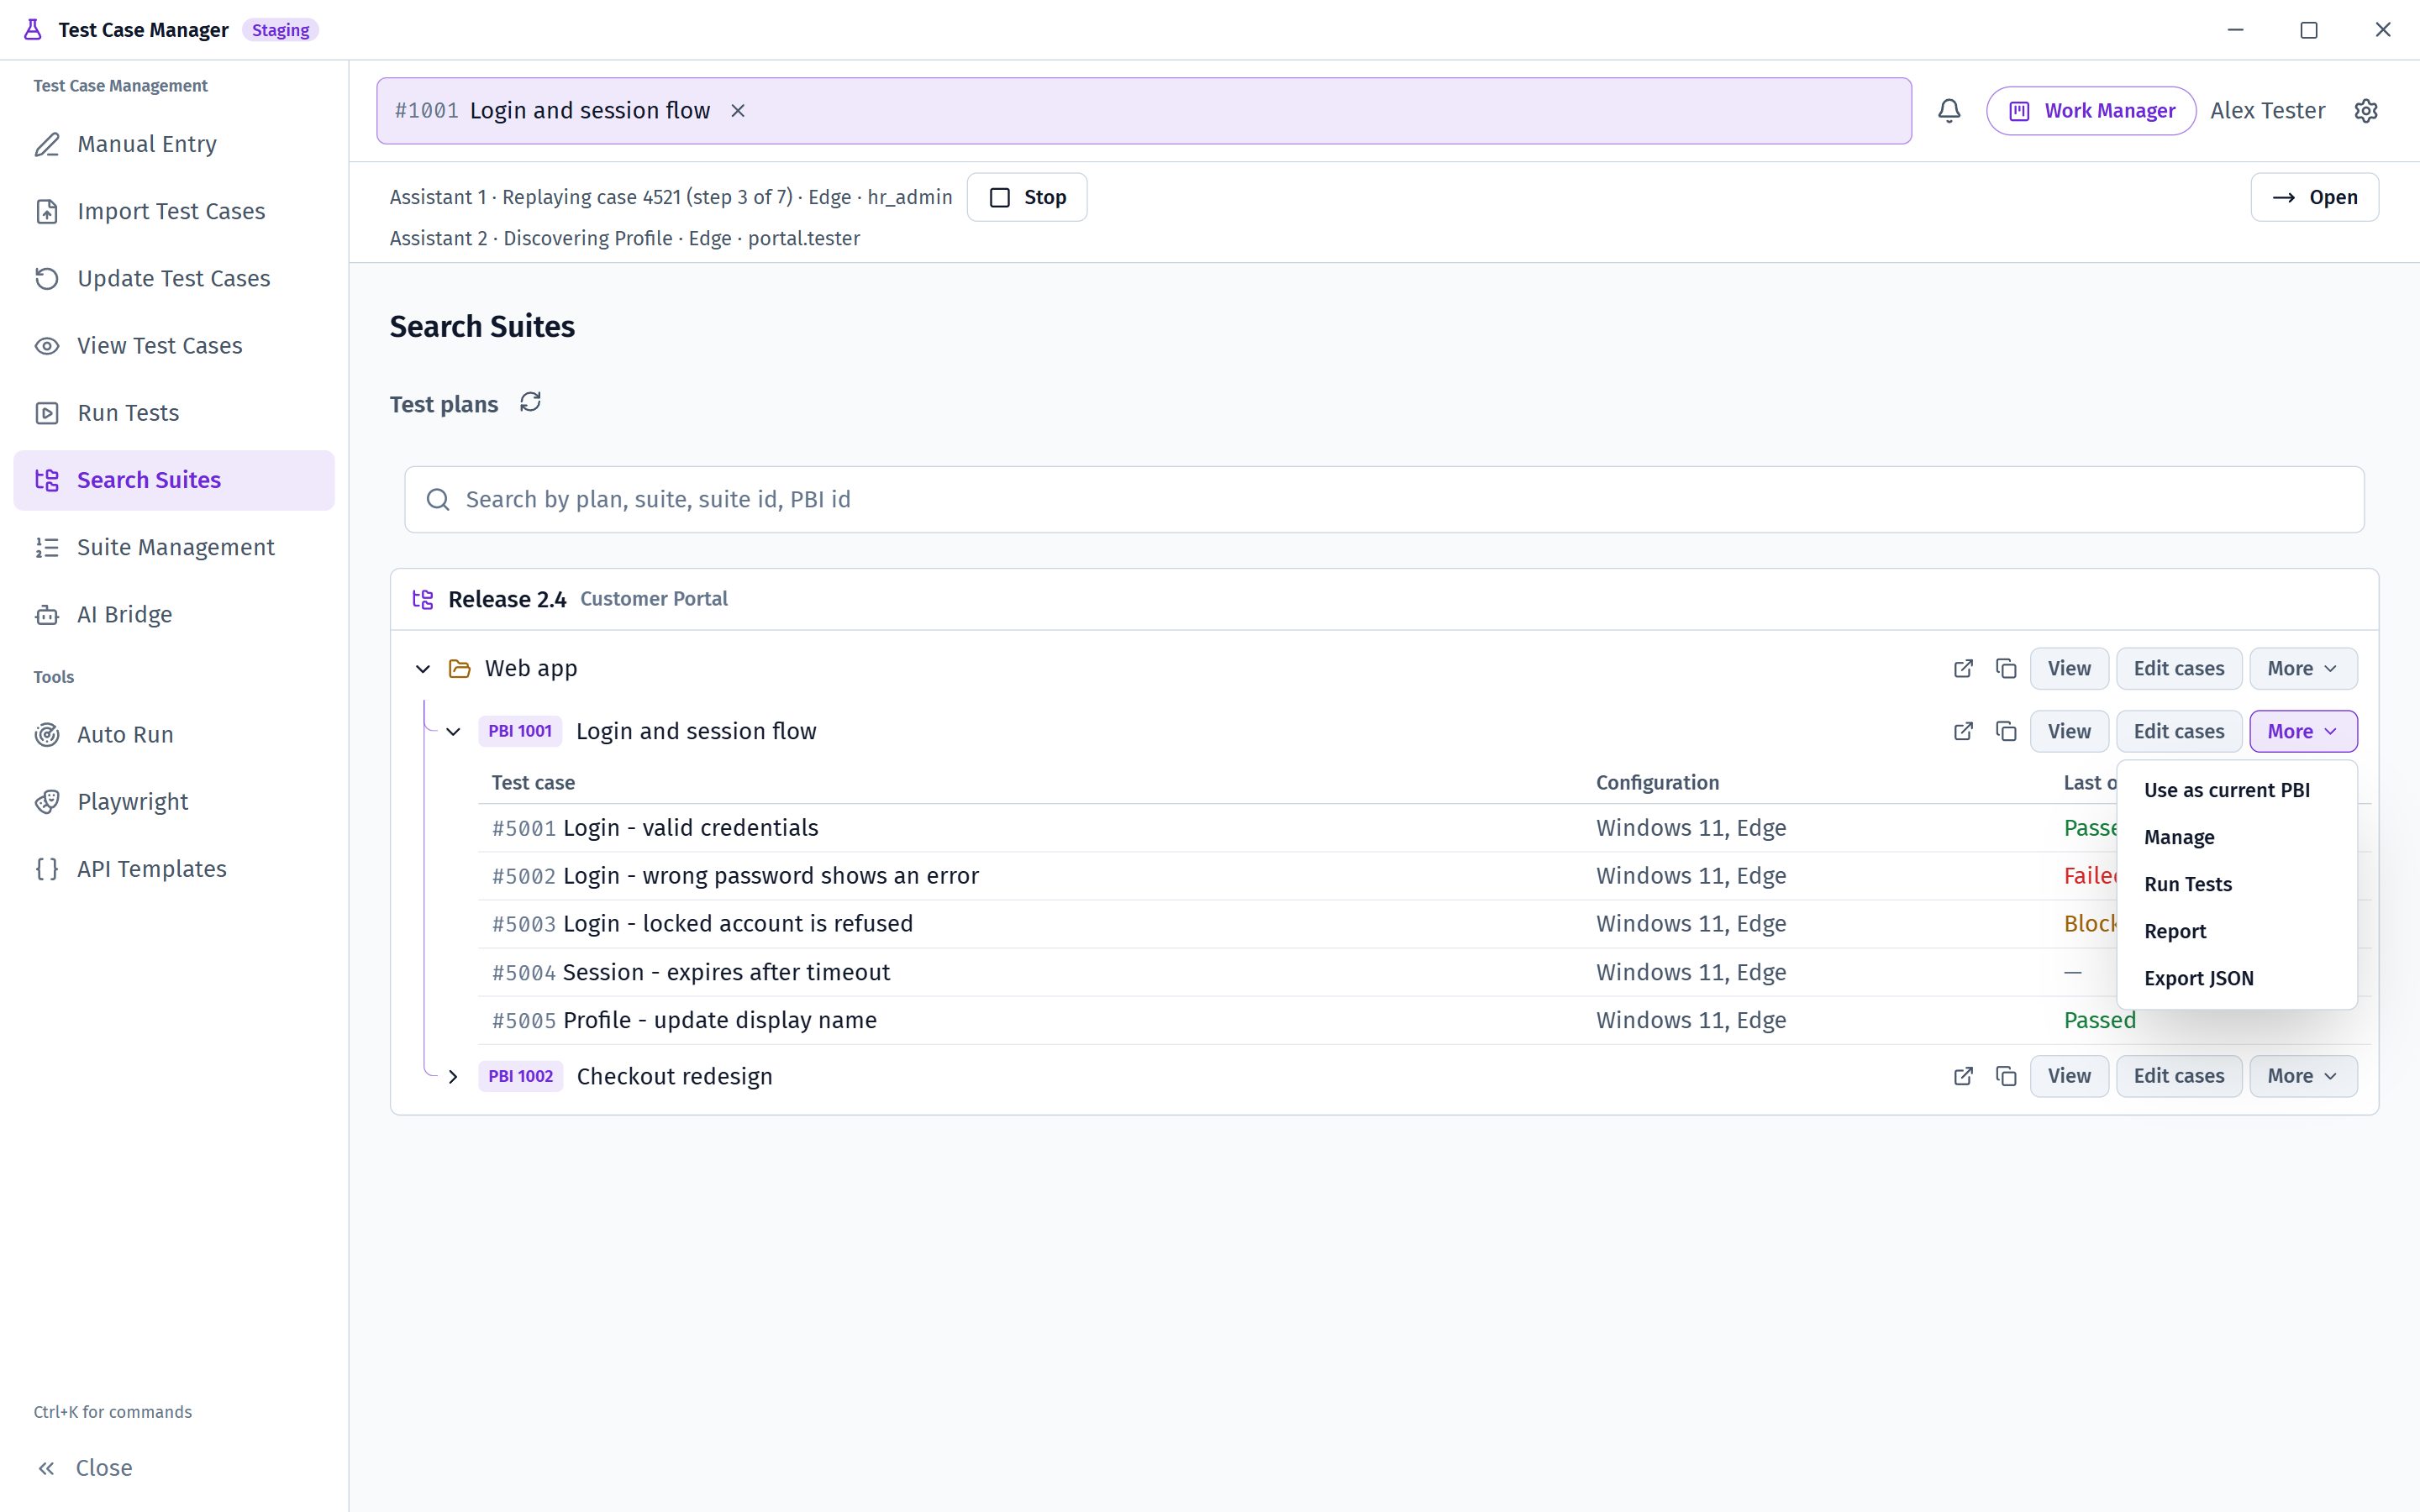 Test Case Manager Staging
Test Case Management
Manual Entry
Import Test Cases
Update Test Cases
View Test Cases
Run Tests
Search Suites
Suite Management
AI Bridge
Tools
Auto Run
Playwright
API Templates
Ctrl+K for commands
Close
#1001 Login and session flow
Work Manager Alex Tester
Assistant 1 · Replaying case 4521 (step 3 of 7) · Edge · hr_admin Stop Open
Assistant 2 · Discovering Profile · Edge · portal.tester
Search Suites
Test plans
Search by plan, suite, suite id, PBI id
Release 2.4 Customer Portal
Web app View Edit cases More
PBI 1001 Login and session flow View Edit cases More
Test case Configuration Last o
#5001 Login - valid credentials Windows 11, Edge Passe
#5002 Login - wrong password shows an error Windows 11, Edge Failed
#5003 Login - locked account is refused Windows 11, Edge Block
#5004 Session - expires after timeout Windows 11, Edge —
#5005 Profile - update display name Windows 11, Edge Passed
Use as current PBI
Manage
Run Tests
Report
Export JSON
PBI 1002 Checkout redesign View Edit cases More